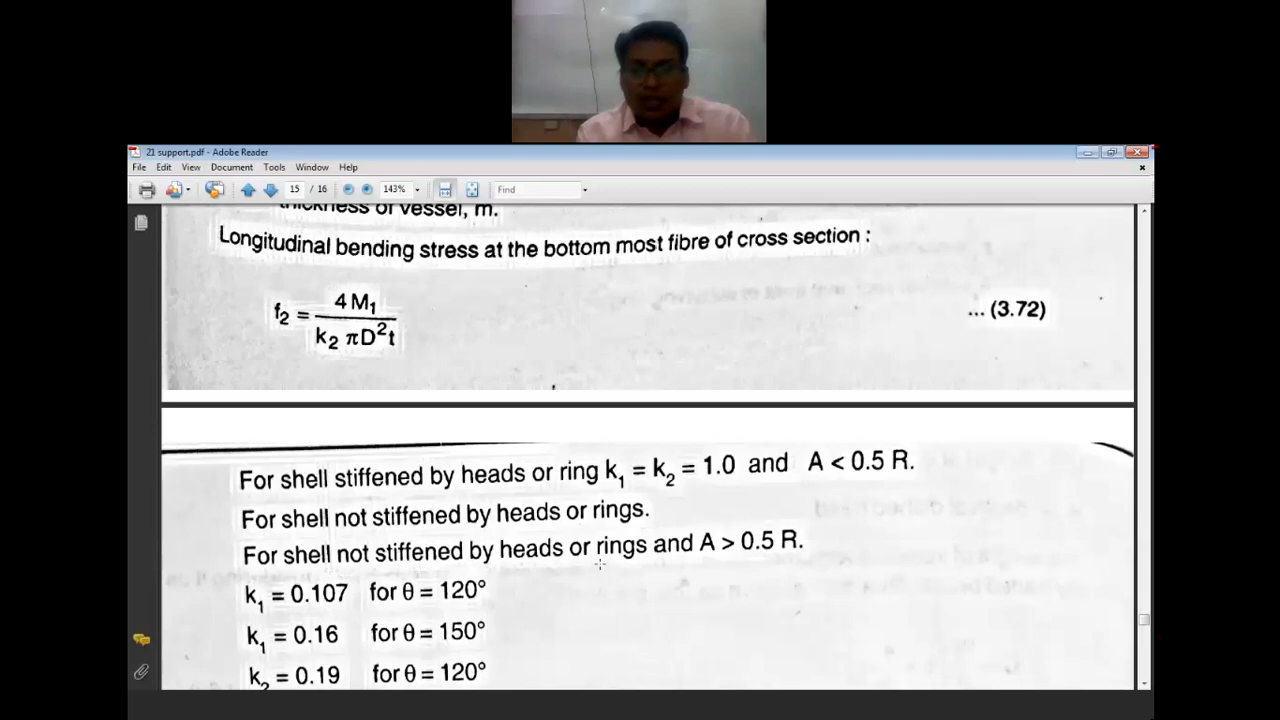 21 support.pdf - Adobe Reader
File Edit View Document Tools Window Help
15 / 16 143% Find
thickness of vessel, m.
Longitudinal bending stress at the bottom most fibre of cross section :
f₂ = 4 M₁ / k₂ πD²t ... (3.72)
For shell stiffened by heads or ring k₁ = k₂ = 1.0 and A < 0.5 R.
For shell not stiffened by heads or rings.
For shell not stiffened by heads or rings and A > 0.5 R.
k₁ = 0.107 for θ = 120°
k₁ = 0.16 for θ = 150°
k₂ = 0.19 for θ = 120°